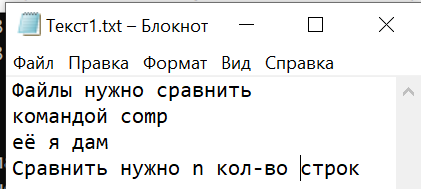 Текст1.txt – Блокнот
Файл Правка Формат Вид Справка
Файлы нужно сравнить
командой comp
её я дам
Сравнить нужно n кол-во строк